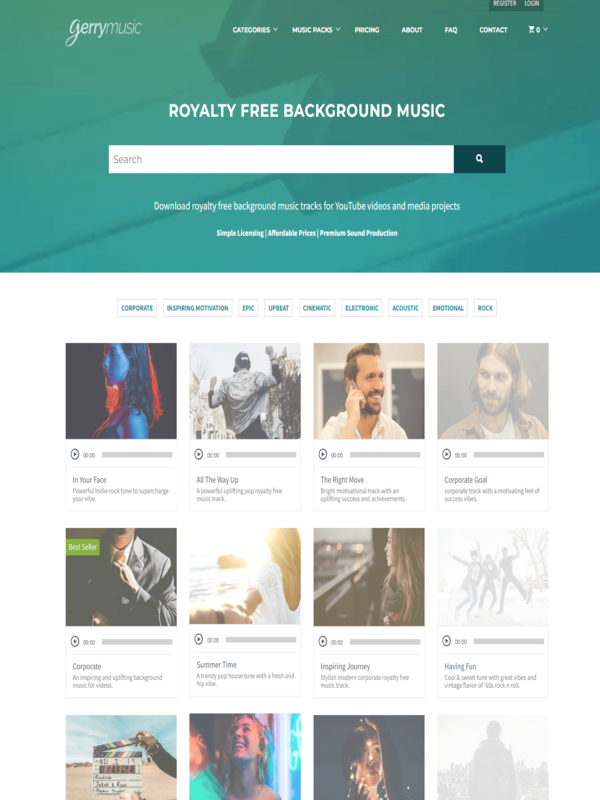 REGISTER LOGIN
gerrymusic
CATEGORIES MUSIC PACKS PRICING ABOUT FAQ CONTACT 0
ROYALTY FREE BACKGROUND MUSIC
Search
Download royalty free background music tracks for YouTube videos and media projects
Simple Licensing | Affordable Prices | Premium Sound Production
CORPORATE INSPIRING MOTIVATION EPIC UPBEAT CINEMATIC ELECTRONIC ACOUSTIC EMOTIONAL ROCK
00:00
In Your Face
Powerful Indie-rock tune to supercharge
your vibe.
00:00
All The Way Up
A powerful uplifting pop royalty free
music track.
00:00
The Right Move
Bright motivational track with an
uplifting success and achievements.
00:00
Corporate Goal
corporate track with a motivating feel of
success vibes.
Best Seller
00:00
Corporate
An inspiring and uplifting background
music for videos.
00:00
Summer Time
A trendy pop house tune with a fresh and
hip vibe.
00:00
Inspiring Journey
Stylish modern corporate royalty free
music track.
00:00
Having Fun
Cool & sweet tune with great vibes and
vintage flavor of '60s rock n roll.